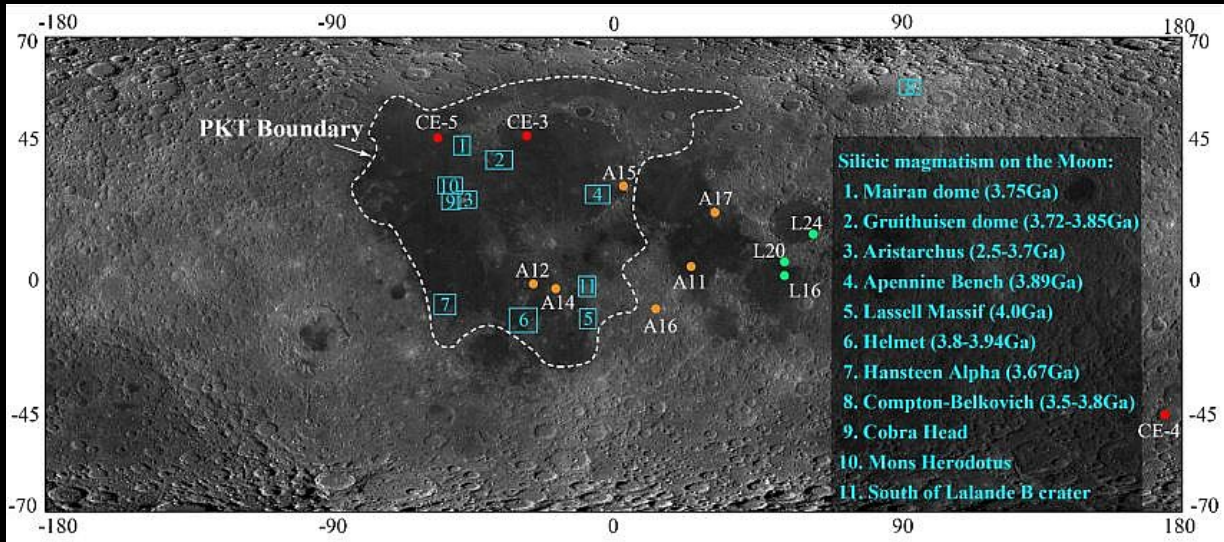 -180 -90 0 90 180
70 70
8
45 PKT Boundary CE-5 CE-3 45
1
2
Silicic magmatism on the Moon:
1. Mairan dome (3.75Ga)
2. Gruithuisen dome (3.72-3.85Ga)
3. Aristarchus (2.5-3.7Ga)
4. Apennine Bench (3.89Ga)
5. Lassell Massif (4.0Ga)
6. Helmet (3.8-3.94Ga)
7. Hansteen Alpha (3.67Ga)
8. Compton-Belkovich (3.5-3.8Ga)
9. Cobra Head
10. Mons Herodotus
11. South of Lalande B crater
A15
10 4
9 3
A17
L24
L20
0 A12 A11 L16 0
A14 11
7 6 5 A16
-45 -45
CE-4
-70 -70
-180 -90 0 90 180